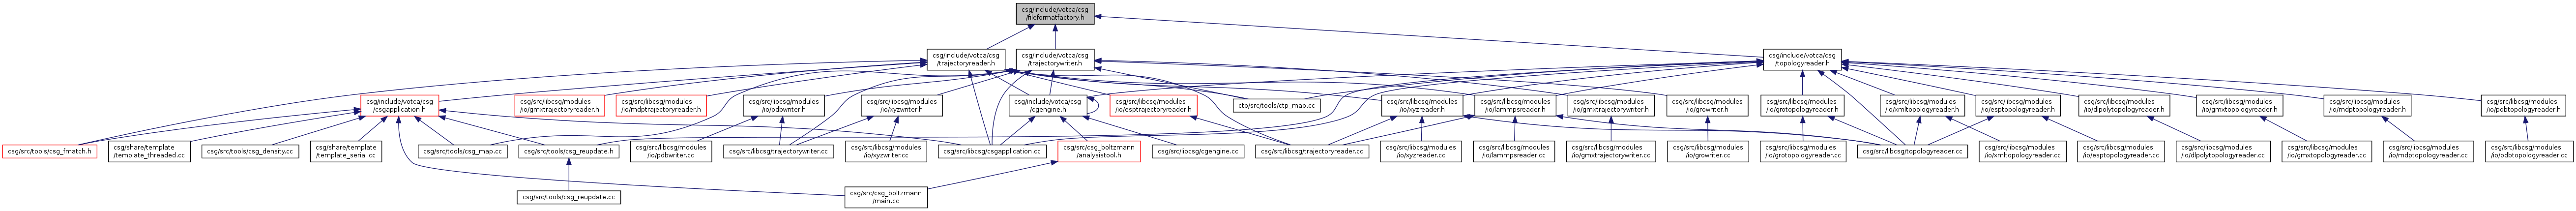 csg/include/votca/csg
/fileformatfactory.h
csg/include/votca/csg
/trajectoryreader.h
csg/include/votca/csg
/trajectorywriter.h
csg/include/votca/csg
/topologyreader.h
csg/include/votca/csg
/csgapplication.h
csg/src/libcsg/modules
/io/gmxtrajectoryreader.h
csg/src/libcsg/modules
/io/mdptrajectoryreader.h
csg/src/libcsg/modules
/io/pdbwriter.h
csg/src/libcsg/modules
/io/xyzwriter.h
csg/include/votca/csg
/cgengine.h
csg/src/libcsg/modules
/io/esptrajectoryreader.h
ctp/src/tools/ctp_map.cc
csg/src/libcsg/modules
/io/xyzreader.h
csg/src/libcsg/modules
/io/lammpsreader.h
csg/src/libcsg/modules
/io/gmxtrajectorywriter.h
csg/src/libcsg/modules
/io/growriter.h
csg/src/libcsg/modules
/io/grotopologyreader.h
csg/src/libcsg/modules
/io/xmltopologyreader.h
csg/src/libcsg/modules
/io/esptopologyreader.h
csg/src/libcsg/modules
/io/dlpolytopologyreader.h
csg/src/libcsg/modules
/io/gmxtopologyreader.h
csg/src/libcsg/modules
/io/mdptopologyreader.h
csg/src/libcsg/modules
/io/pdbtopologyreader.h
csg/src/tools/csg_fmatch.h
csg/share/template
/template_threaded.cc
csg/src/tools/csg_density.cc
csg/share/template
/template_serial.cc
csg/src/tools/csg_map.cc
csg/src/tools/csg_reupdate.h
csg/src/libcsg/modules
/io/pdbwriter.cc
csg/src/libcsg/trajectorywriter.cc
csg/src/libcsg/modules
/io/xyzwriter.cc
csg/src/libcsg/csgapplication.cc
csg/src/csg_boltzmann
/analysistool.h
csg/src/libcsg/cgengine.cc
csg/src/libcsg/trajectoryreader.cc
csg/src/libcsg/modules
/io/xyzreader.cc
csg/src/libcsg/modules
/io/lammpsreader.cc
csg/src/libcsg/modules
/io/gmxtrajectorywriter.cc
csg/src/libcsg/modules
/io/growriter.cc
csg/src/libcsg/modules
/io/grotopologyreader.cc
csg/src/libcsg/topologyreader.cc
csg/src/libcsg/modules
/io/xmltopologyreader.cc
csg/src/libcsg/modules
/io/esptopologyreader.cc
csg/src/libcsg/modules
/io/dlpolytopologyreader.cc
csg/src/libcsg/modules
/io/gmxtopologyreader.cc
csg/src/libcsg/modules
/io/mdptopologyreader.cc
csg/src/libcsg/modules
/io/pdbtopologyreader.cc
csg/src/tools/csg_reupdate.cc
csg/src/csg_boltzmann
/main.cc